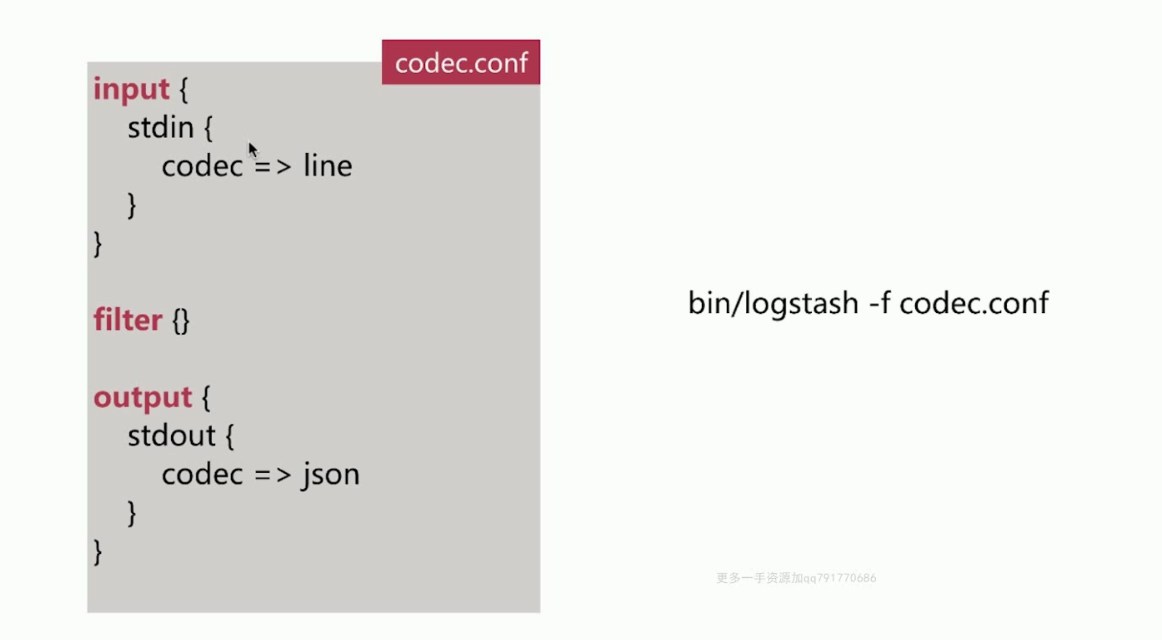 codec.conf
input {
stdin {
codec => line
}
}
filter {}
output {
stdout {
codec => json
}
}
bin/logstash -f codec.conf
更多一手资源加qq791770686